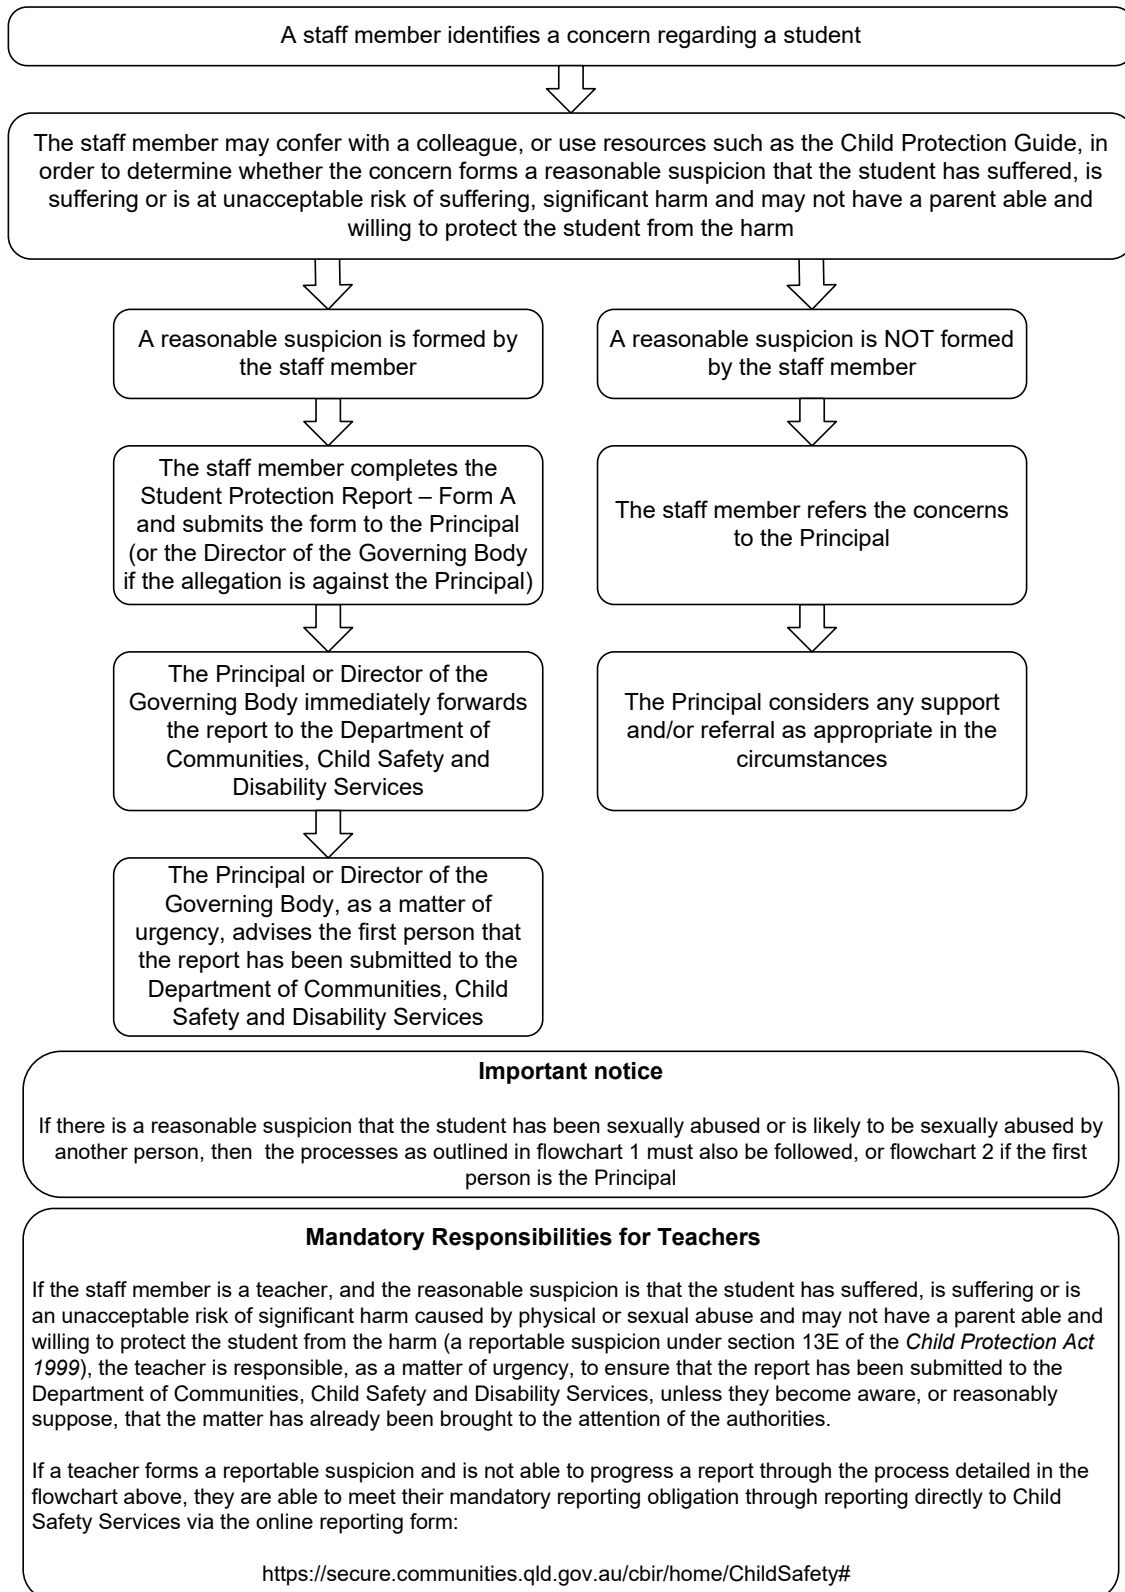 A staff member identifies a concern regarding a student
The staff member may confer with a colleague, or use resources such as the Child Protection Guide, in
order to determine whether the concern forms a reasonable suspicion that the student has suffered, is
suffering or is at unacceptable risk of suffering, significant harm and may not have a parent able and
willing to protect the student from the harm
A reasonable suspicion is formed by
the staff member
The staff member completes the
Student Protection Report – Form A
and submits the form to the Principal
(or the Director of the Governing Body
if the allegation is against the Principal)
The Principal or Director of the
Governing Body immediately forwards
the report to the Department of
Communities, Child Safety and
Disability Services
The Principal or Director of the
Governing Body, as a matter of
urgency, advises the first person that
the report has been submitted to the
Department of Communities, Child
Safety and Disability Services
A reasonable suspicion is NOT formed
by the staff member
The staff member refers the concerns
to the Principal
The Principal considers any support
and/or referral as appropriate in the
circumstances
Important notice
If there is a reasonable suspicion that the student has been sexually abused or is likely to be sexually abused by
another person, then  the processes as outlined in flowchart 1 must also be followed, or flowchart 2 if the first
person is the Principal
Mandatory Responsibilities for Teachers
If the staff member is a teacher, and the reasonable suspicion is that the student has suffered, is suffering or is
an unacceptable risk of significant harm caused by physical or sexual abuse and may not have a parent able and
willing to protect the student from the harm (a reportable suspicion under section 13E of the Child Protection Act
1999), the teacher is responsible, as a matter of urgency, to ensure that the report has been submitted to the
Department of Communities, Child Safety and Disability Services, unless they become aware, or reasonably
suppose, that the matter has already been brought to the attention of the authorities.
If a teacher forms a reportable suspicion and is not able to progress a report through the process detailed in the
flowchart above, they are able to meet their mandatory reporting obligation through reporting directly to Child
Safety Services via the online reporting form:
https://secure.communities.qld.gov.au/cbir/home/ChildSafety#